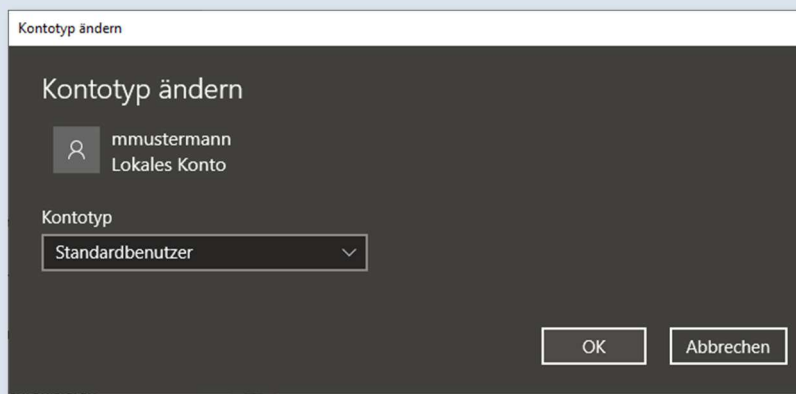 Kontotyp ändern
Kontotyp ändern
mmustermann
Lokales Konto
Kontotyp
Standardbenutzer
OK
Abbrechen